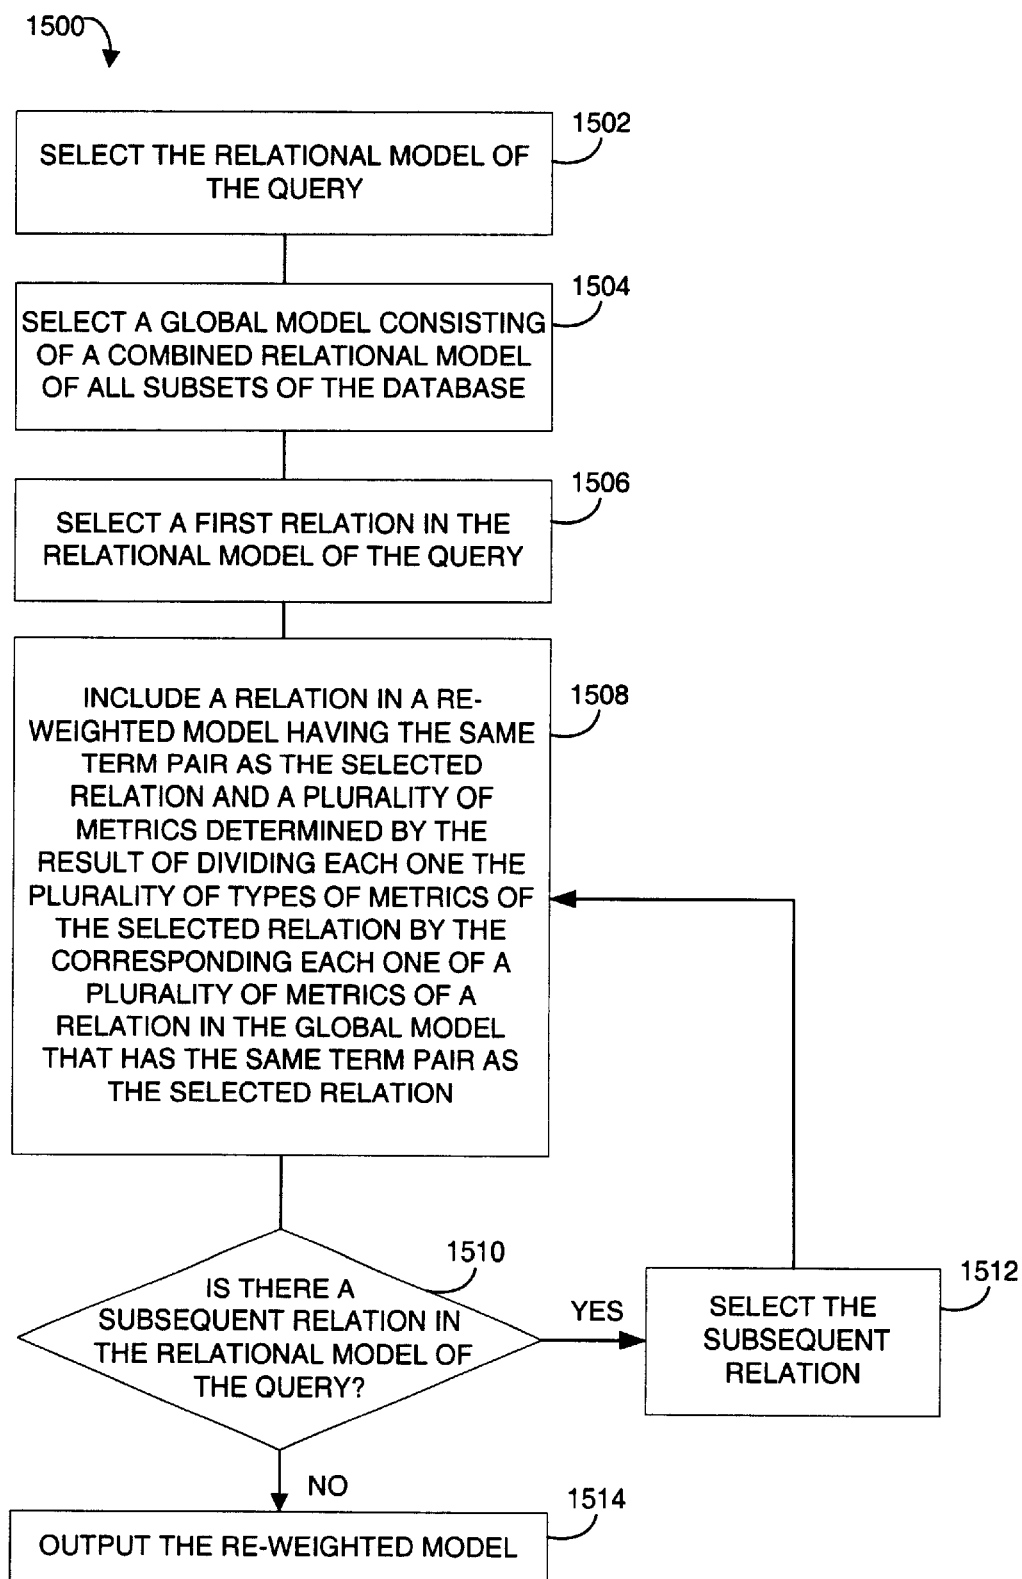 1500
1502
SELECT THE RELATIONAL MODEL OF
THE QUERY
1504
SELECT A GLOBAL MODEL CONSISTING
OF A COMBINED RELATIONAL MODEL
OF ALL SUBSETS OF THE DATABASE
1506
SELECT A FIRST RELATION IN THE
RELATIONAL MODEL OF THE QUERY
1508
INCLUDE A RELATION IN A RE-
WEIGHTED MODEL HAVING THE SAME
TERM PAIR AS THE SELECTED
RELATION AND A PLURALITY OF
METRICS DETERMINED BY THE
RESULT OF DIVIDING EACH ONE THE
PLURALITY OF TYPES OF METRICS OF
THE SELECTED RELATION BY THE
CORRESPONDING EACH ONE OF A
PLURALITY OF METRICS OF A
RELATION IN THE GLOBAL MODEL
THAT HAS THE SAME TERM PAIR AS
THE SELECTED RELATION
1510
IS THERE A
SUBSEQUENT RELATION IN
THE RELATIONAL MODEL OF
THE QUERY?
YES
1512
SELECT THE
SUBSEQUENT
RELATION
NO
1514
OUTPUT THE RE-WEIGHTED MODEL